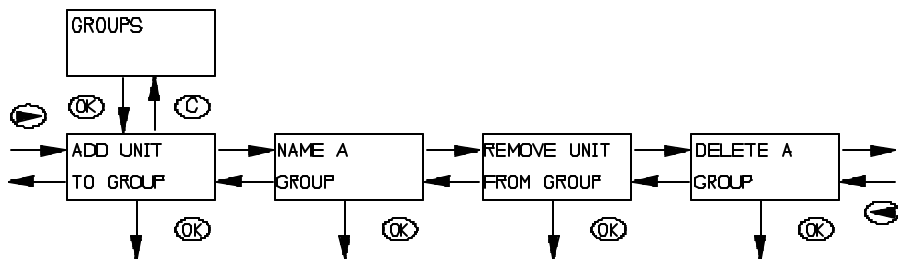 GROUPS
OK
C
ADD UNIT
TO GROUP
NAME A
GROUP
REMOVE UNIT
FROM GROUP
DELETE A
GROUP
OK
OK
OK
OK